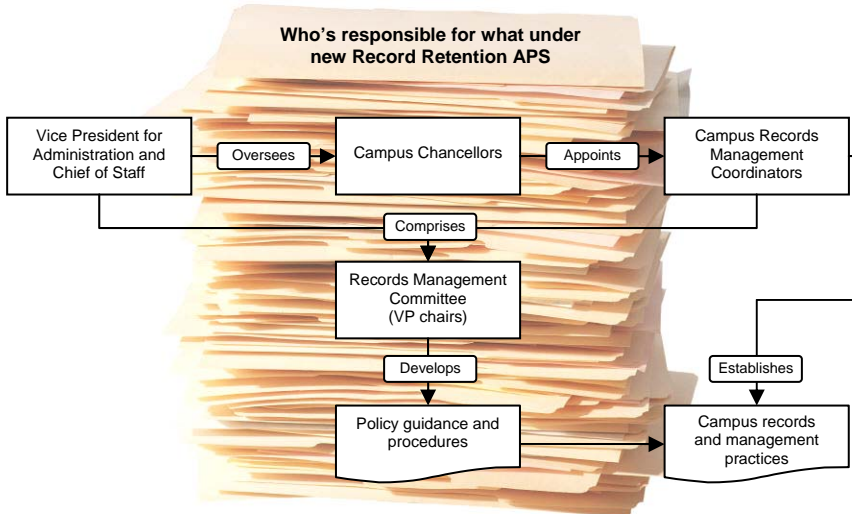 Who's responsible for what under
new Record Retention APS
Vice President for
Administration and
Chief of Staff
Oversees
Campus Chancellors
Appoints
Campus Records
Management
Coordinators
Comprises
Records Management
Committee
(VP chairs)
Develops
Establishes
Policy guidance and
procedures
Campus records
and management
practices